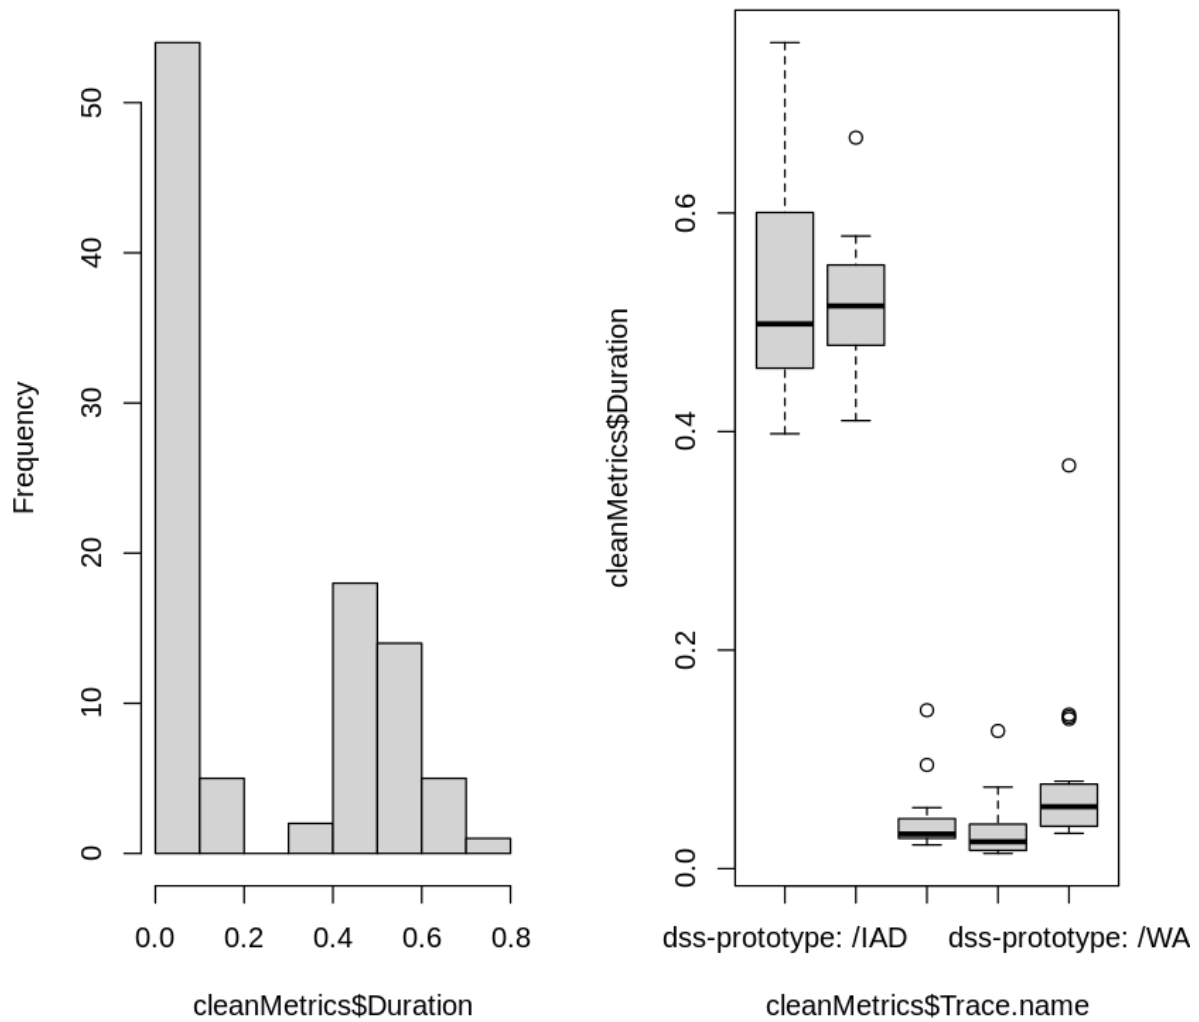 Frequency
50
40
30
20
10
0
0.0 0.2 0.4 0.6 0.8
cleanMetrics$Duration
cleanMetrics$Duration
0.6
0.4
0.2
0.0
dss-prototype: /IAD dss-prototype: /WA
cleanMetrics$Trace.name